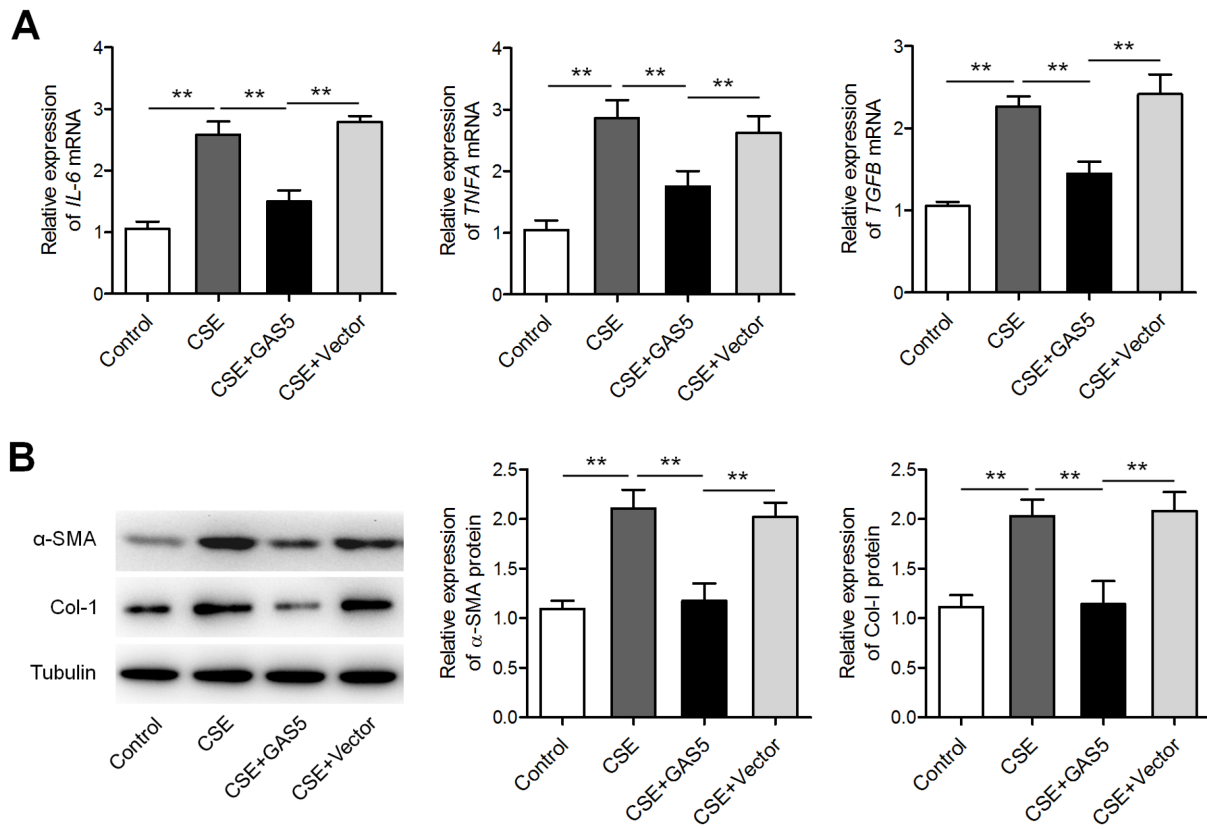 A
Relative expression
of IL-6 mRNA
4
3
2
1
0
** ** **
Control
CSE
CSE+GAS5
CSE+Vector
Relative expression
of TNFA mRNA
4
3
2
1
0
** ** **
Control
CSE
CSE+GAS5
CSE+Vector
Relative expression
of TGFB mRNA
3
2
1
0
** ** **
Control
CSE
CSE+GAS5
CSE+Vector
B
α-SMA
Col-1
Tubulin
Control
CSE
CSE+GAS5
CSE+Vector
Relative expression
of α-SMA protein
2.5
2.0
1.5
1.0
0.5
0.0
** ** **
Control
CSE
CSE+GAS5
CSE+Vector
Relative expression
of Col-I protein
2.5
2.0
1.5
1.0
0.5
0.0
** ** **
Control
CSE
CSE+GAS5
CSE+Vector